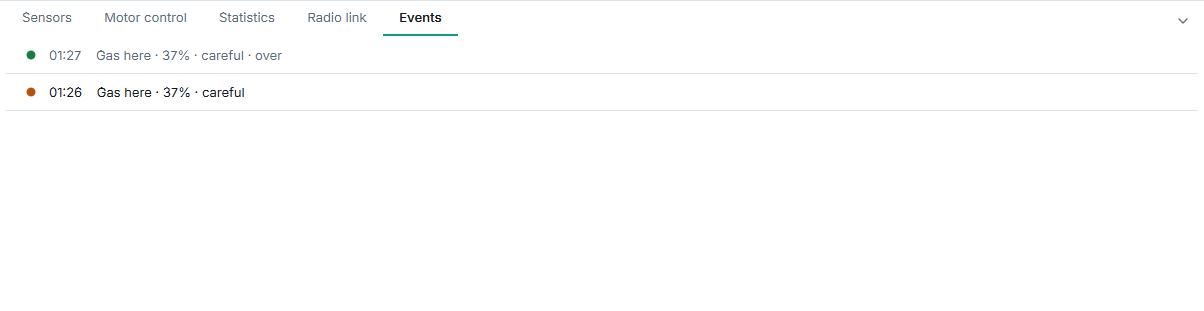 Sensors Motor control Statistics Radio link Events
01:27 Gas here · 37% · careful · over
01:26 Gas here · 37% · careful